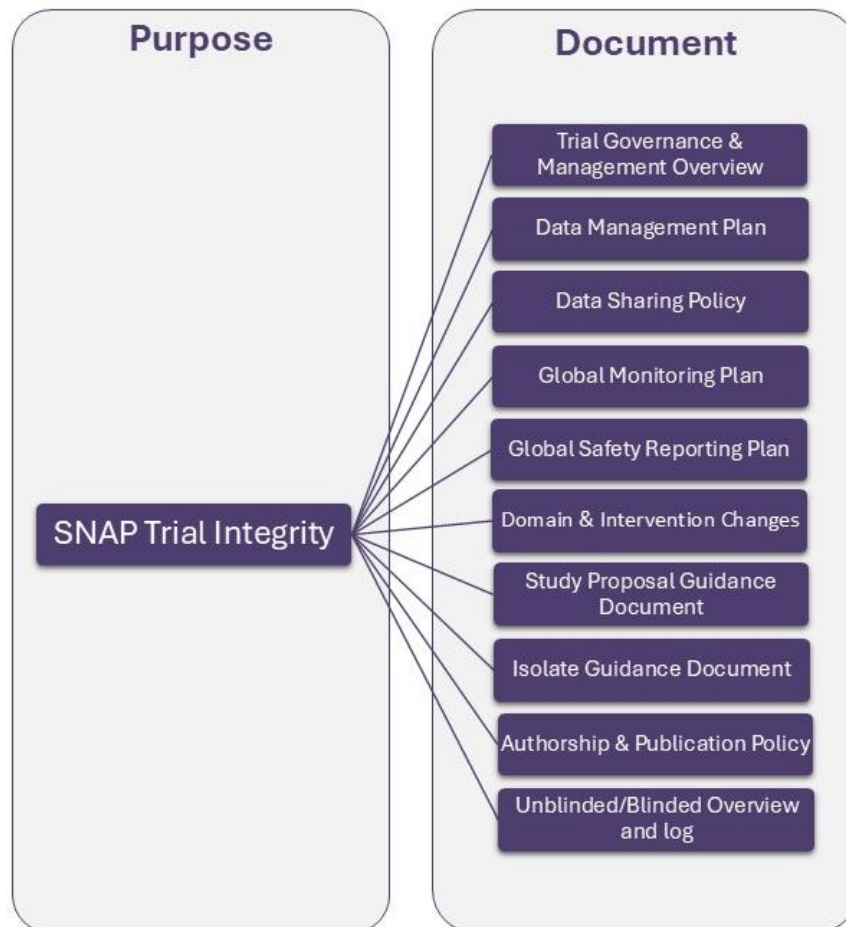 Purpose
Document
SNAP Trial Integrity
Trial Governance &
Management Overview
Data Management Plan
Data Sharing Policy
Global Monitoring Plan
Global Safety Reporting Plan
Domain & Intervention Changes
Study Proposal Guidance
Document
Isolate Guidance Document
Authorship & Publication Policy
Unblinded/Blinded Overview
and log